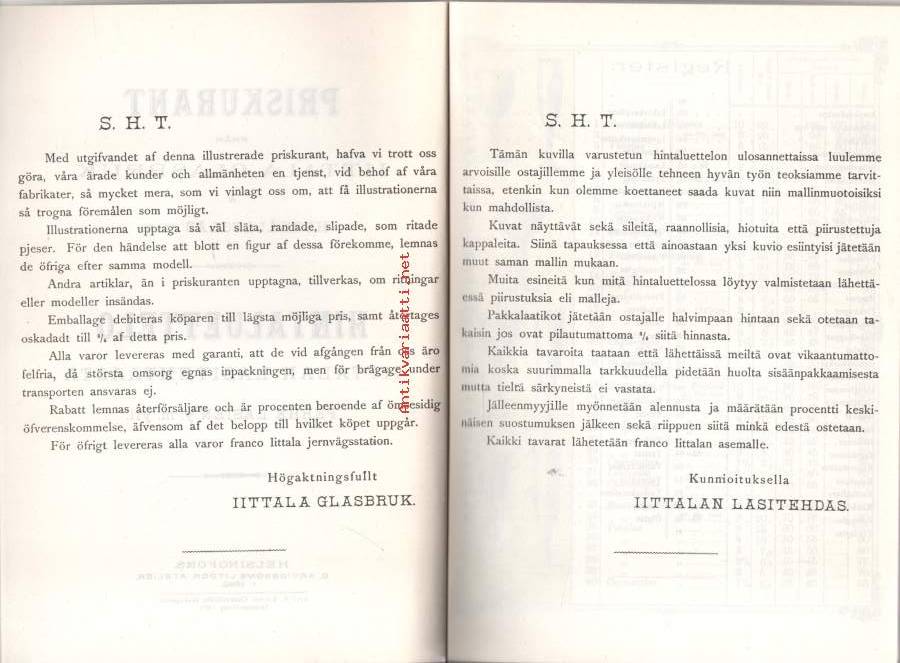 S. H. T.
Med utgifvandet af denna illustrerade priskurant, hafva vi trott oss
göra, våra ärade kunder och allmänheten en tjenst, vid behof af våra
fabrikater, så mycket mera, som vi vinlagt oss om, att få illustrationerna
så trogna föremålen som möjligt.
Illustrationerna upptaga så väl släta, randade, slipade, som ritade
pjeser. För den händelse att blott en figur af dessa förekomme, lemnas
de öfriga efter samma modell.
Andra artiklar, än i priskuranten upptagna, tillverkas, om ritningar
eller modeller insändas.
Emballage debiteras köparen till lägsta möjliga pris, samt återtages
oskadadt till af detta pris.
Alla varor levereras med garanti, att de vid afgången från oss äro
felfria, då största omsorg egnas inpackningen, men för bräcage under
transporten ansvaras ej.
Rabatt lemnas återförsäljare och är procenten beroende af ömsesidig
öfverenskommelse, äfvensom af det belopp till hvilket köpet uppgår.
För öfrigt levereras alla varor franco Iittala jernvägsstation.
Högaktningsfullt
IITTALA GLASBRUK.
antikvariaatti.net
S. H. T.
Tämän kuvilla varustetun hintaluettelon ulosannettaissa luulemme
arvoisille ostajillemme ja yleisölle tehneen hyvän työn teoksiamme tarvit-
taissa, etenkin kun olemme koettaneet saada kuvat niin mallinmuotoisiksi
kun mahdollista.
Kuvat näyttävät sekä sileitä, raannollisia, hiotuita että piirustettuja
kappaleita. Siinä tapauksessa että ainoastaan yksi kuvio esiintyisi jätetään
muut saman mallin mukaan.
Muita esineitä kun mitä hintaluettelossa löytyy valmistetaan lähettä-
essä piirustuksia eli malleja.
Pakkalaatikot jätetään ostajalle halvimpaan hintaan sekä otetaan ta-
kaisin jos ovat pilautumattoma siitä hinnasta.
Kaikkia tavaroita taataan että lähettäissä meiltä ovat vikaantumatto-
mia koska suurimmalla tarkkuudella pidetään huolta sisäänpakkaamisesta
mutta tieltä särkyneistä ei vastata.
Jälleenmyyjille myönnetään alennusta ja määrätään procentti keski-
näisen suostumuksen jälkeen sekä riippuen siitä minkä edestä ostetaan.
Kaikki tavarat lähetetään franco Iittalan asemalle.
Kunnioituksella
IITTALAN LASITEHDAS.